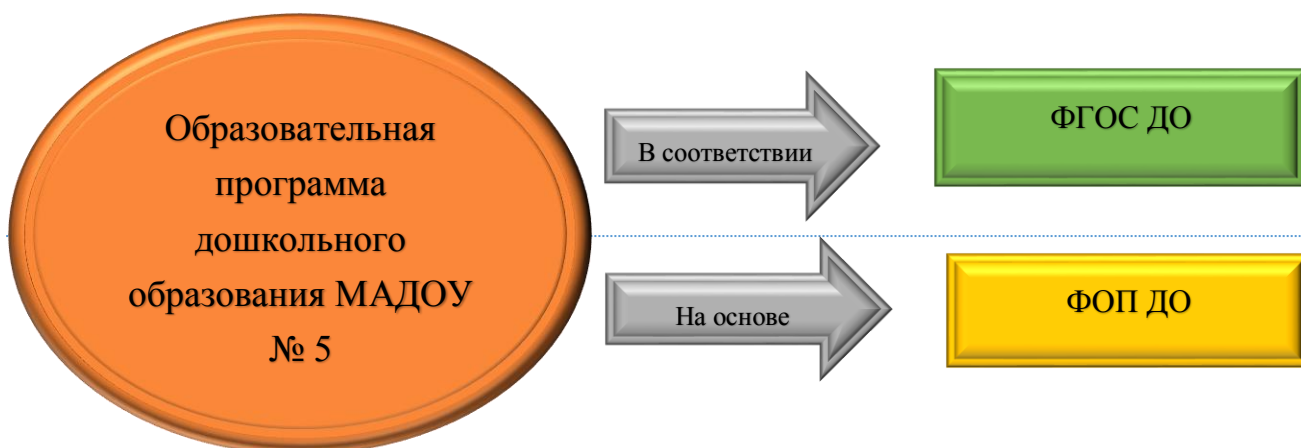 Образовательная
программа
дошкольного
образования МАДОУ
№ 5
В соответствии
ФГОС ДО
На основе
ФОП ДО